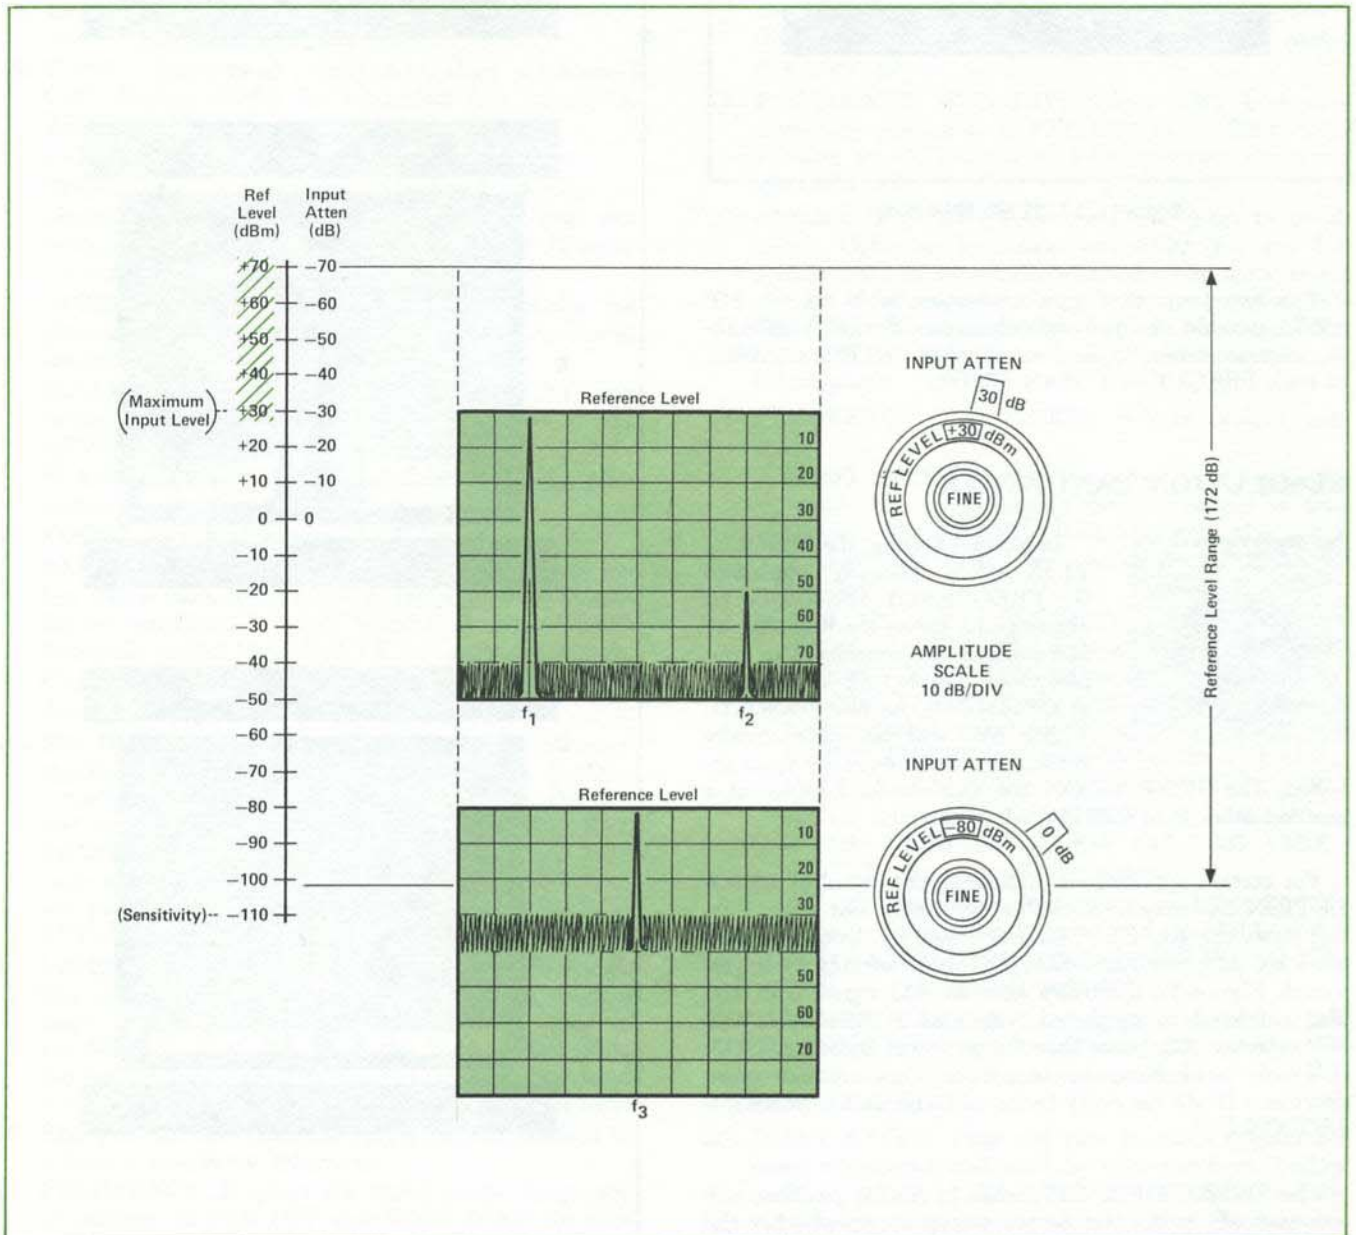 Ref
Level
(dBm)
Input
Atten
(dB)
+70 –70
+60 –60
+50 –50
+40 –40
(Maximum
Input Level)
+30 –30
+20 –20
+10 –10
0 0
–10
–20
–30
–40
–50
–60
–70
–80
–90
–100
(Sensitivity) –110
Reference Level
10
20
30
40
50
60
70
f1
f2
INPUT ATTEN
30 dB
REF LEVEL +30 dBm
FINE
AMPLITUDE
SCALE
10 dB/DIV
Reference Level
10
20
30
50
60
70
f3
INPUT ATTEN
0 dB
REF LEVEL –80 dBm
FINE
Reference Level Range (172 dB)